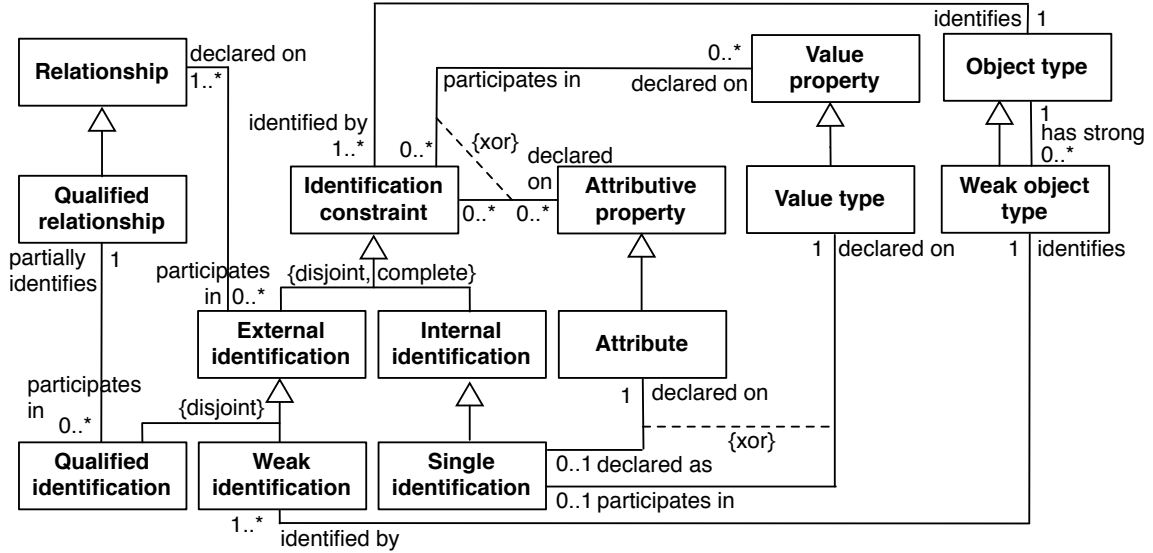 identifies 1
Relationship
declared on
1..*
0..*
Value
property
Object type
participates in
declared on
identified by
1..*
0..*
{xor}
declared
on
1
has strong
0..*
Qualified
relationship
Identification
constraint
0..* 0..*
Attributive
property
Value type
Weak object
type
partially
identifies
1
1 declared on
1 identifies
participates
in 0..*
{disjoint, complete}
External
identification
Internal
identification
Attribute
participates
in
0..*
{disjoint}
1 declared on
{xor}
Qualified
identification
Weak
identification
Single
identification
0..1 declared as
0..1 participates in
1..*
identified by